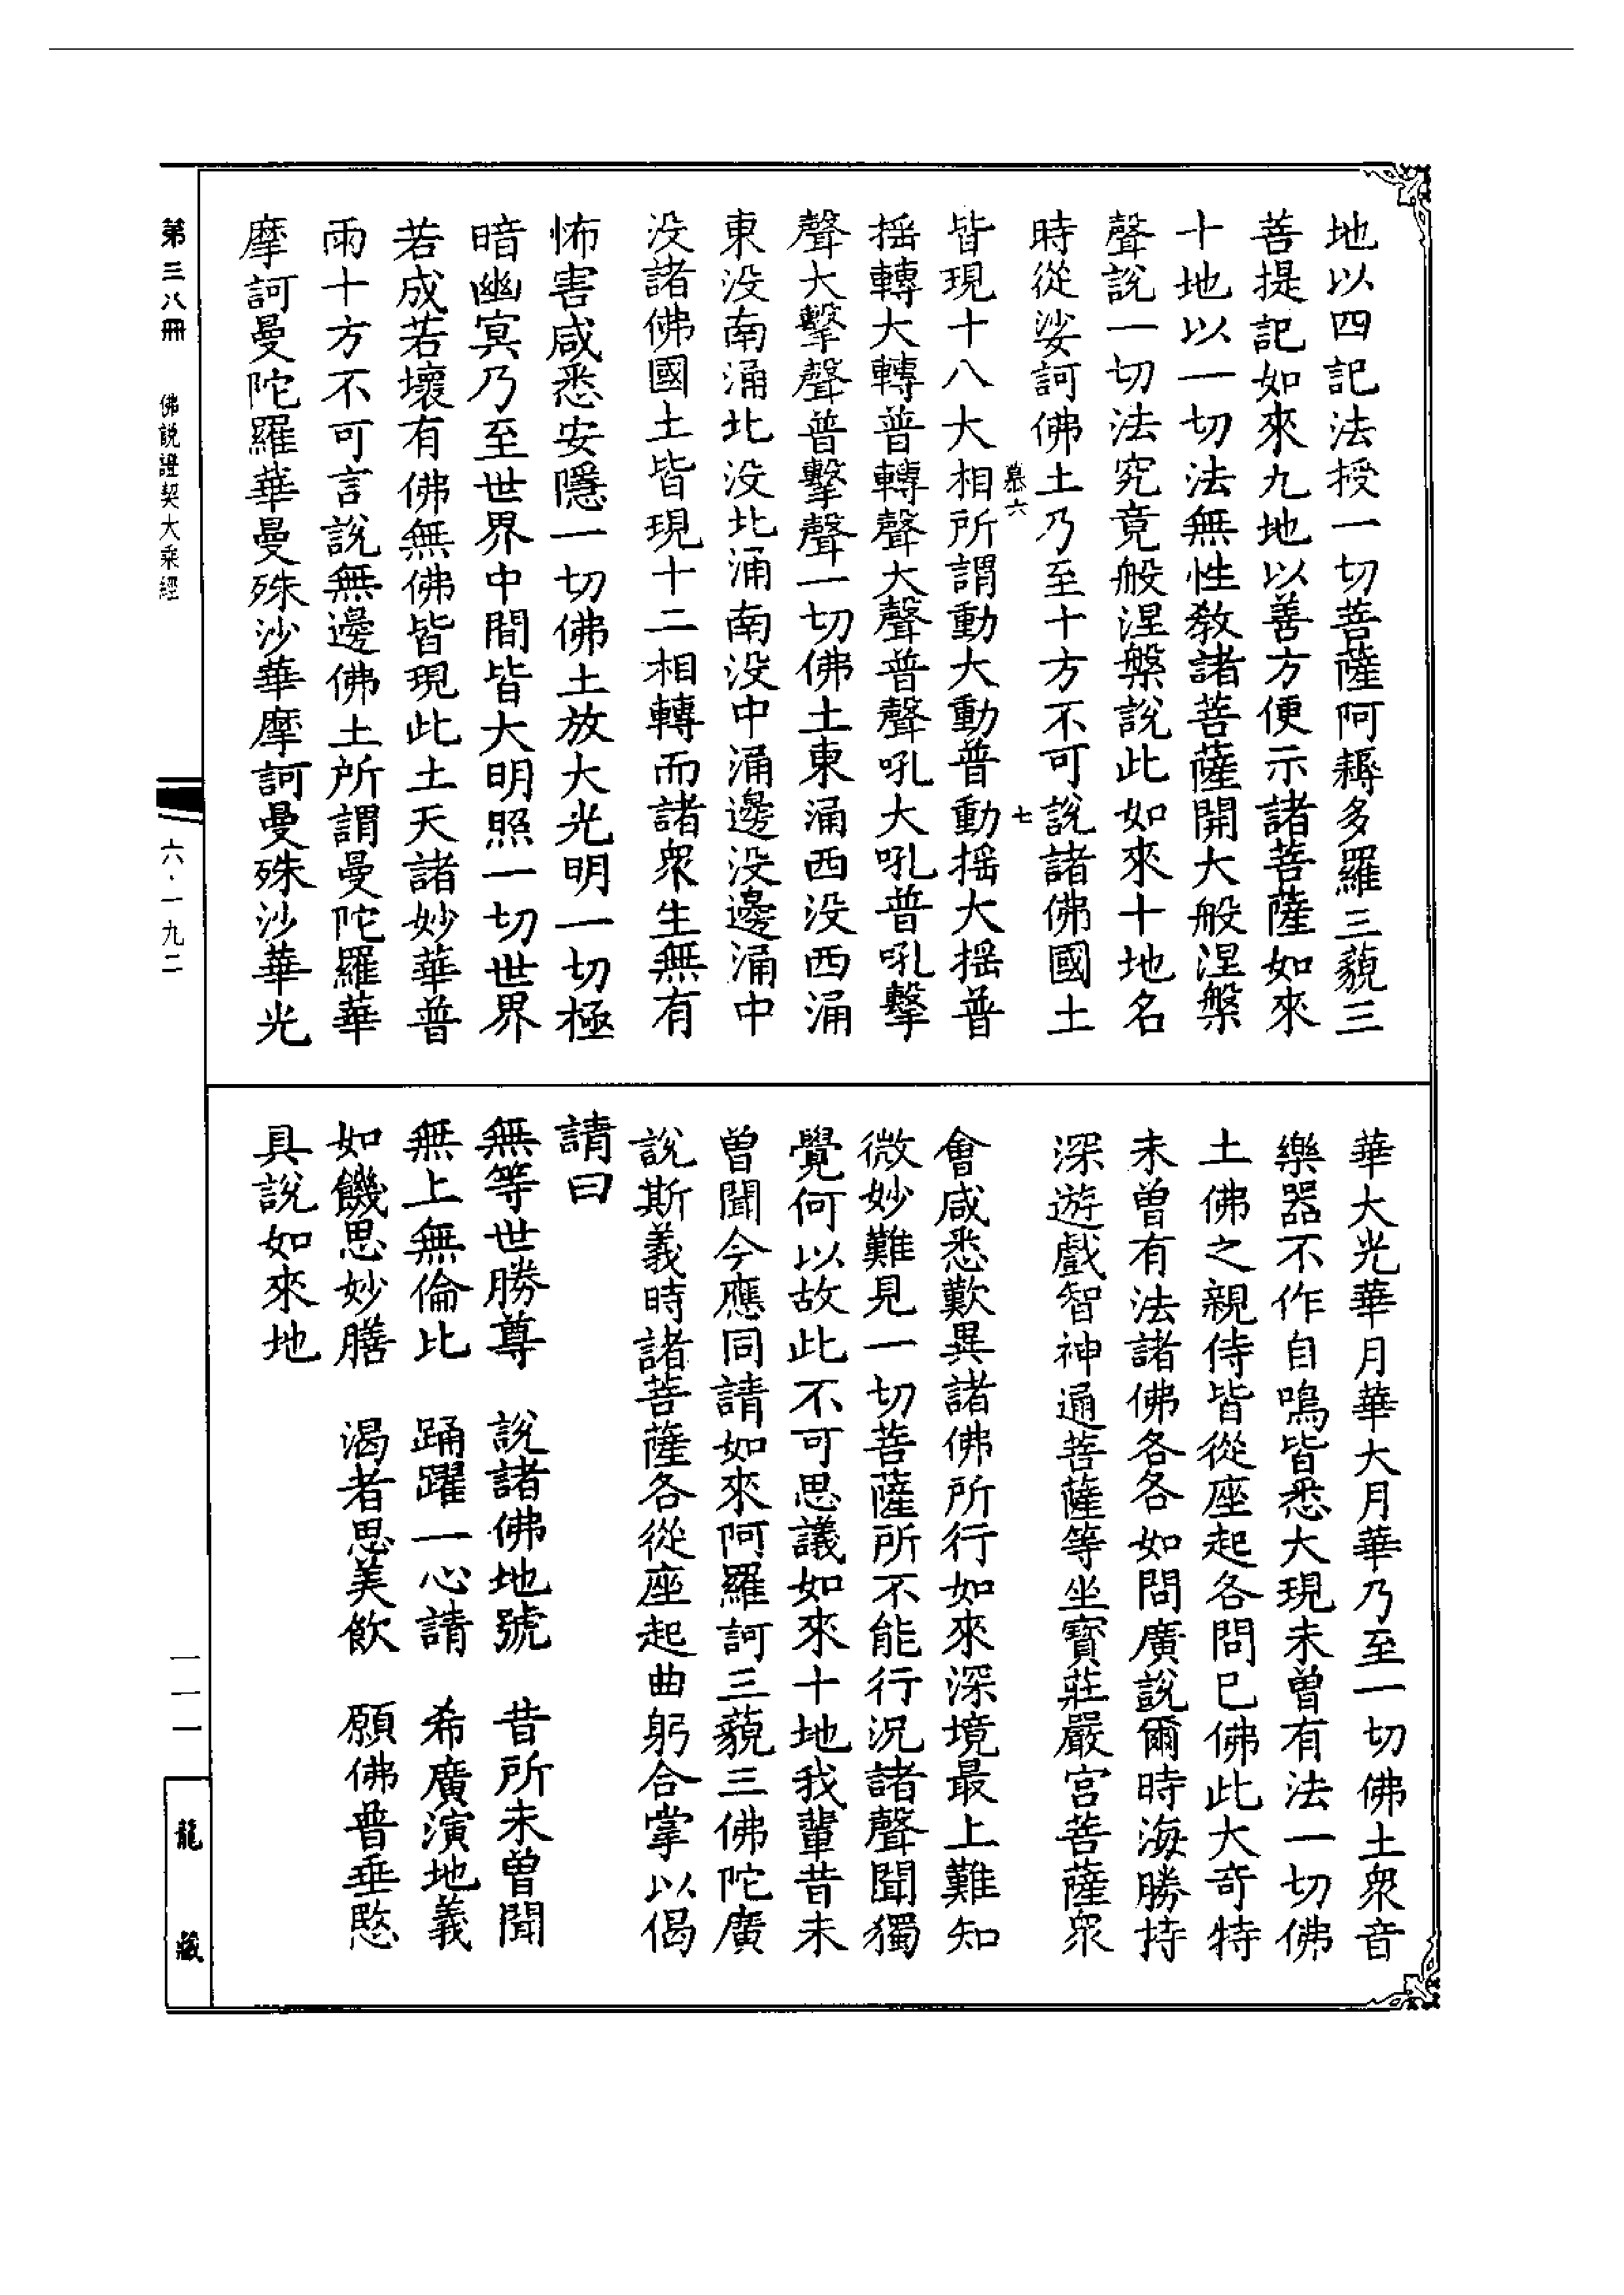 地以四記法授一切菩薩阿耨多羅三藐三
菩提記如來九地以善方便示諸菩薩如來
十地以一切法無性教諸菩薩開大般涅槃
聲說一切法究竟般涅槃說此如來十地名
時從娑訶佛土乃至十方不可說諸佛國土
慕六
七
皆現十八大相所謂動大動普動搖大搖普
搖轉大轉普轉聲大聲普聲吼大吼普吼擊
聲大擊聲普擊聲一切佛土東涌西沒西涌
東沒南涌北沒北涌南沒中涌邊沒邊涌中
沒諸佛國土皆現十二相轉而諸衆生無有
怖害咸悉安隱一切佛土放大光明一切極
暗幽冥乃至世界中間皆大明照一切世界
若成若壞有佛無佛皆現此土天諸妙華普
雨十方不可言說無邊佛土所謂曼陀羅華
摩訶曼陀羅華曼殊沙華摩訶曼殊沙華光
華大光華月華大月華乃至一切佛土衆音
樂器不作自鳴皆悉大現未曾有法一切佛
土佛之親侍皆從座起各問巳佛此大奇特
未曾有法諸佛各各如問廣說爾時海勝持
深遊戲智神通菩薩等坐寶莊嚴宮菩薩衆
會咸悉歎異諸佛所行如來深境最上難知
微妙難見一切菩薩所不能行況諸聲聞獨
覺何以故此不可思議如來十地我輩昔未
曾聞今應同請如來阿羅訶三藐三佛陀廣
說斯義時諸菩薩各從座起曲躬合掌以偈
請曰
無等世勝尊　說諸佛地號　昔所未曾聞
無上無倫比　踊躍一心請　希廣演地義
如饑思妙膳　渴者思美飲　願佛普垂愍
具說如來地
第三八冊　佛說證契大乘經
六·一九二
一一一
龍藏